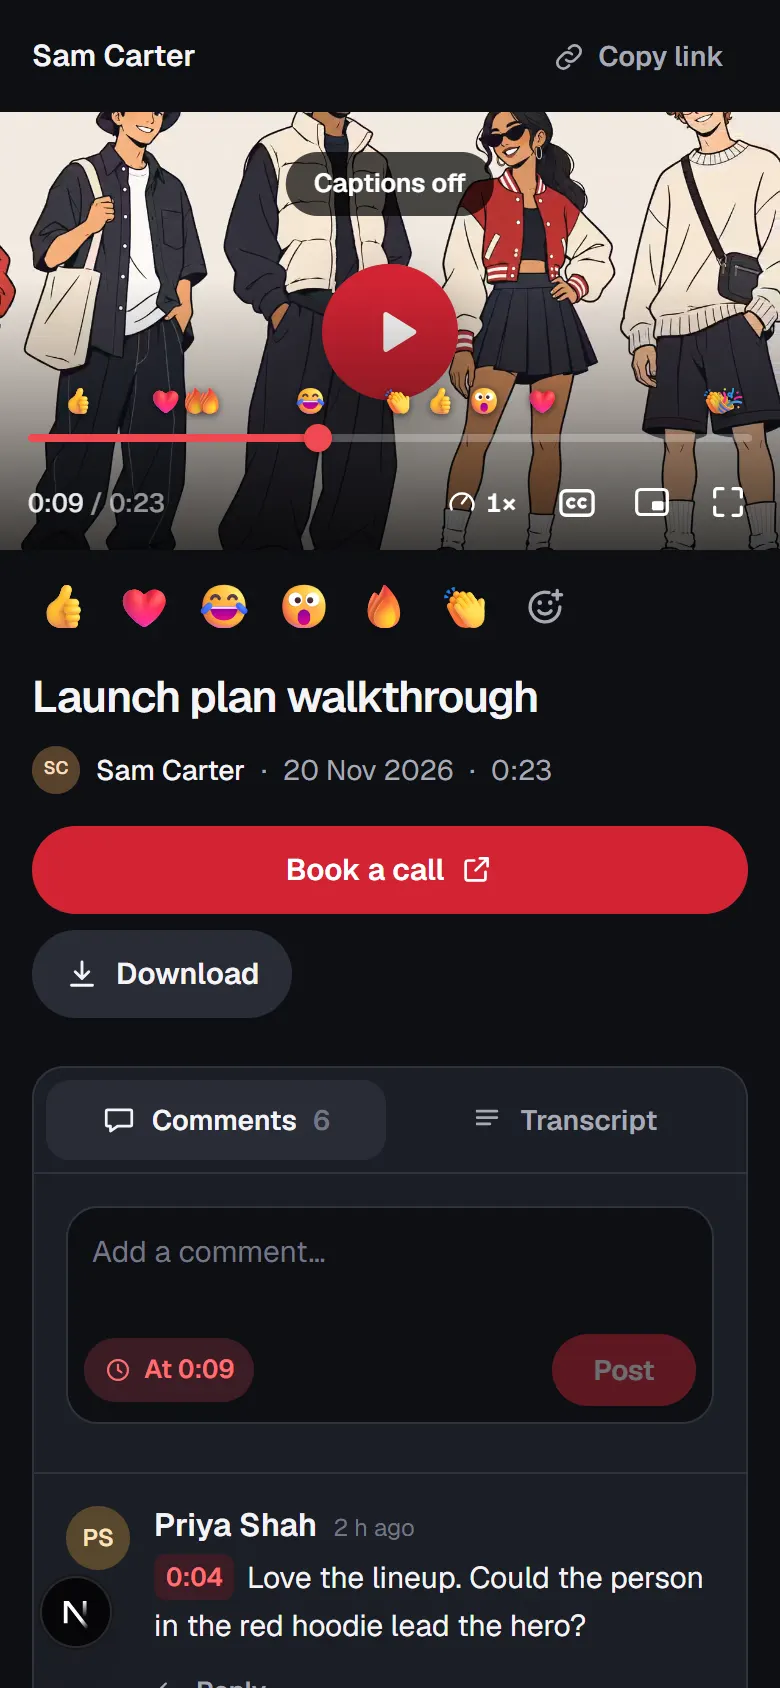 Sam Carter
Copy link
Captions off
0:09 / 0:23
1×
CC
Launch plan walkthrough
SC
Sam Carter · 20 Nov 2026 · 0:23
Book a call
Download
Comments 6
Transcript
Add a comment…
At 0:09
Post
PS
Priya Shah 2 h ago
0:04 Love the lineup. Could the person
in the red hoodie lead the hero?
N
Reply